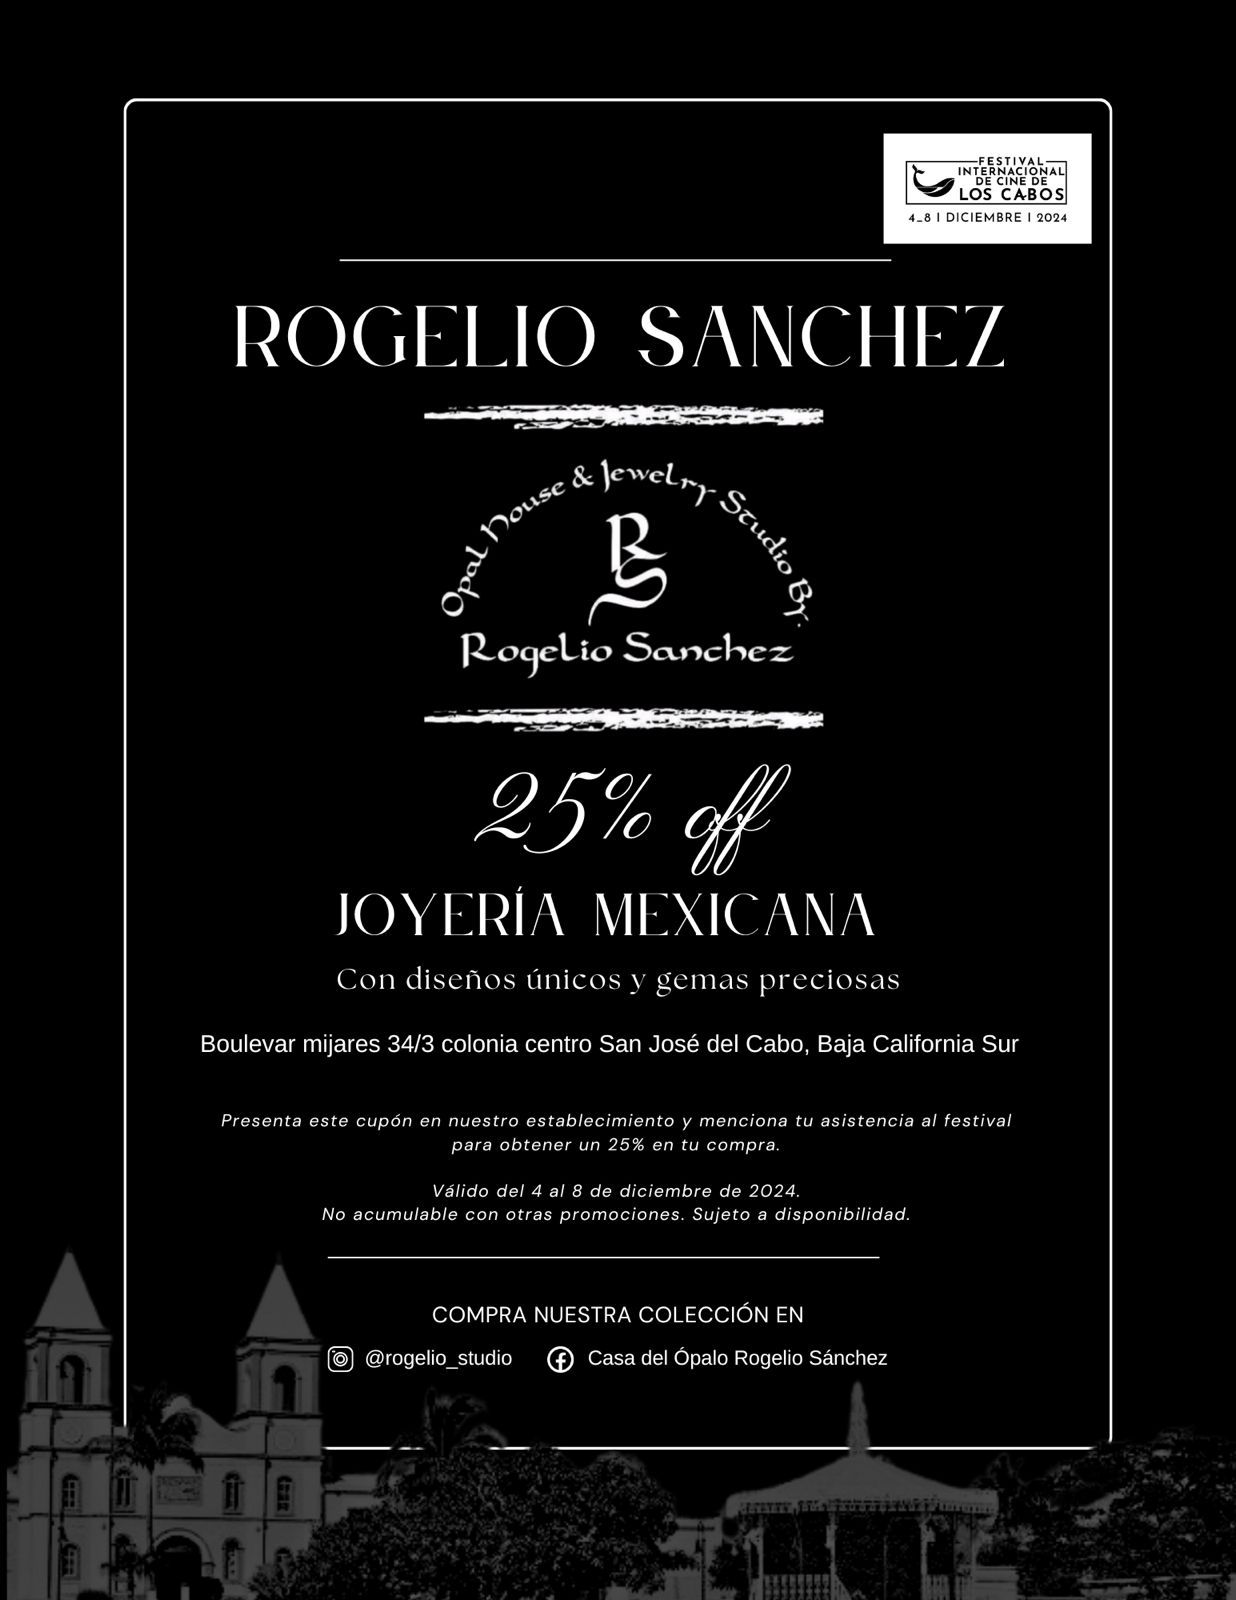 FESTIVAL
INTERNACIONAL
DE CINE DE
LOS CABOS
4_8 | DICIEMBRE | 2024
ROGELIO SANCHEZ
Opal House & Jewelry Studio By.
RS
Rogelio Sanchez
25% off
JOYERÍA MEXICANA
Con diseños únicos y gemas preciosas
Boulevar mijares 34/3 colonia centro San José del Cabo, Baja California Sur
Presenta este cupón en nuestro establecimiento y menciona tu asistencia al festival
para obtener un 25% en tu compra.
Válido del 4 al 8 de diciembre de 2024.
No acumulable con otras promociones. Sujeto a disponibilidad.
COMPRA NUESTRA COLECCIÓN EN
@rogelio_studio Casa del Ópalo Rogelio Sánchez